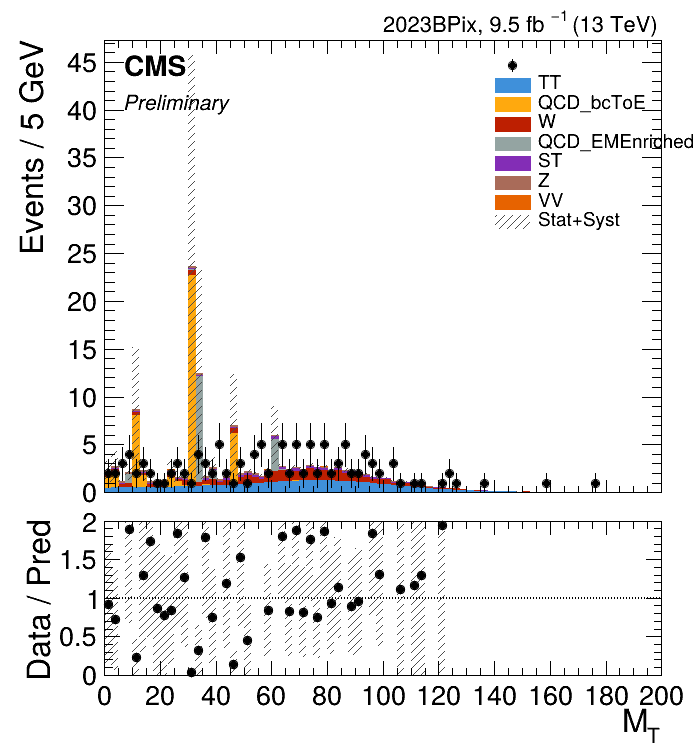 2023BPix, 9.5 fb⁻¹ (13 TeV)
CMS
Preliminary
Events / 5 GeV
45
40
35
30
25
20
15
10
5
0
TT
QCD_bcToE
W
QCD_EMEnriched
ST
Z
VV
Stat+Syst
Data / Pred
2
1.5
1
0.5
0
0 20 40 60 80 100 120 140 160 180 200
M_T